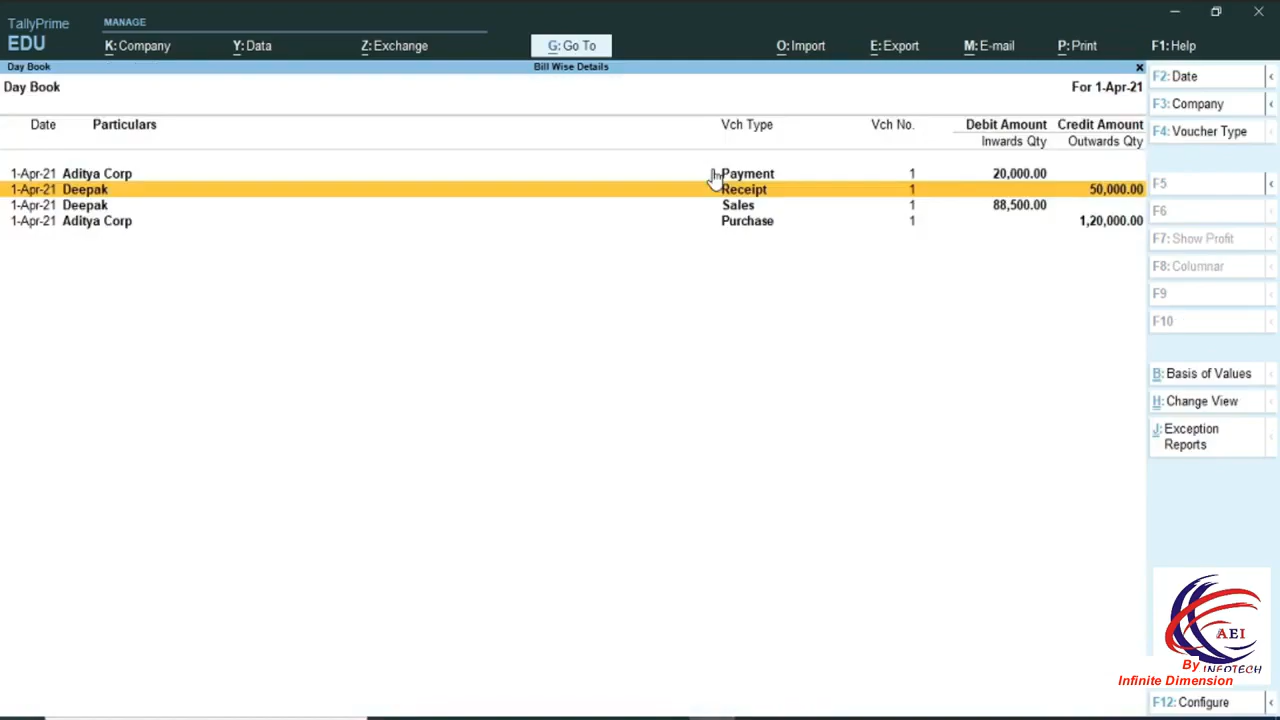 TallyPrime
EDU
MANAGE
K: Company
Y: Data
Z: Exchange
G: Go To
O: Import
E: Export
M: E-mail
P: Print
F1: Help
Day Book
Bill Wise Details
x
Day Book
For 1-Apr-21
Date Particulars Vch Type Vch No. Debit Amount Credit Amount
Inwards Qty Outwards Qty
1-Apr-21 Aditya Corp Payment 1 20,000.00
1-Apr-21 Deepak Receipt 1 50,000.00
1-Apr-21 Deepak Sales 1 88,500.00
1-Apr-21 Aditya Corp Purchase 1 1,20,000.00
F2: Date
F3: Company
F4: Voucher Type
F5
F6
F7: Show Profit
F8: Columnar
F9
F10
B: Basis of Values
H: Change View
J: Exception
Reports
AEI
INFOTECH
By
Infinite Dimension
F12: Configure